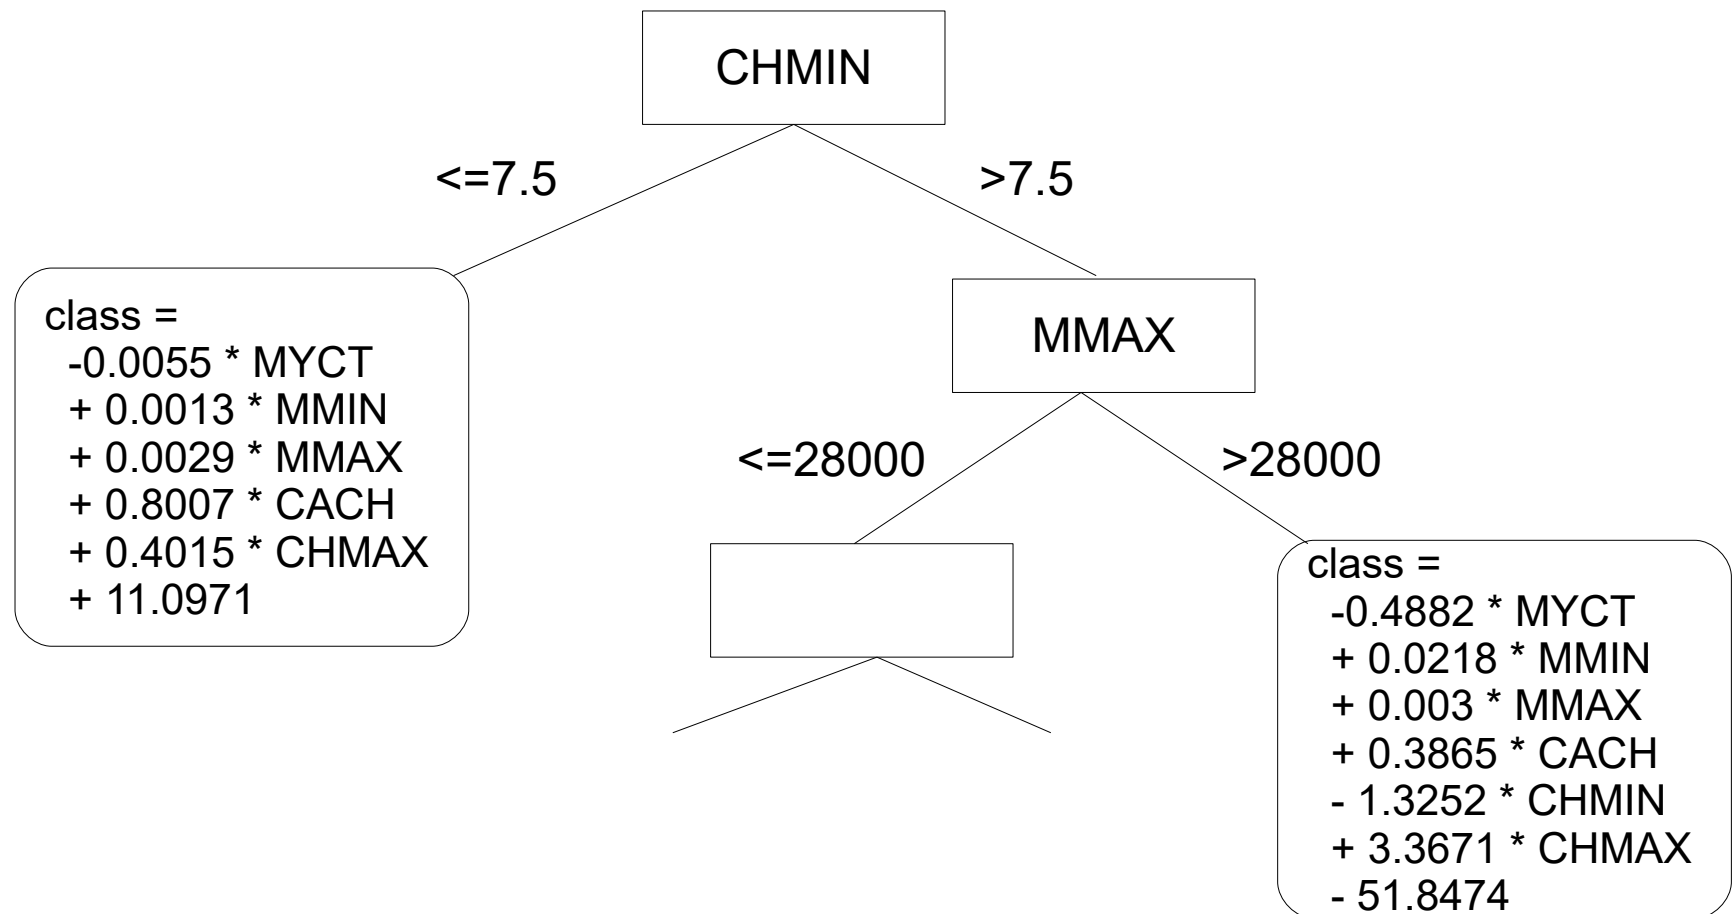 CHMIN
<=7.5
>7.5
class =
-0.0055 * MYCT
+ 0.0013 * MMIN
+ 0.0029 * MMAX
+ 0.8007 * CACH
+ 0.4015 * CHMAX
+ 11.0971
MMAX
<=28000
>28000
class =
-0.4882 * MYCT
+ 0.0218 * MMIN
+ 0.003 * MMAX
+ 0.3865 * CACH
- 1.3252 * CHMIN
+ 3.3671 * CHMAX
- 51.8474